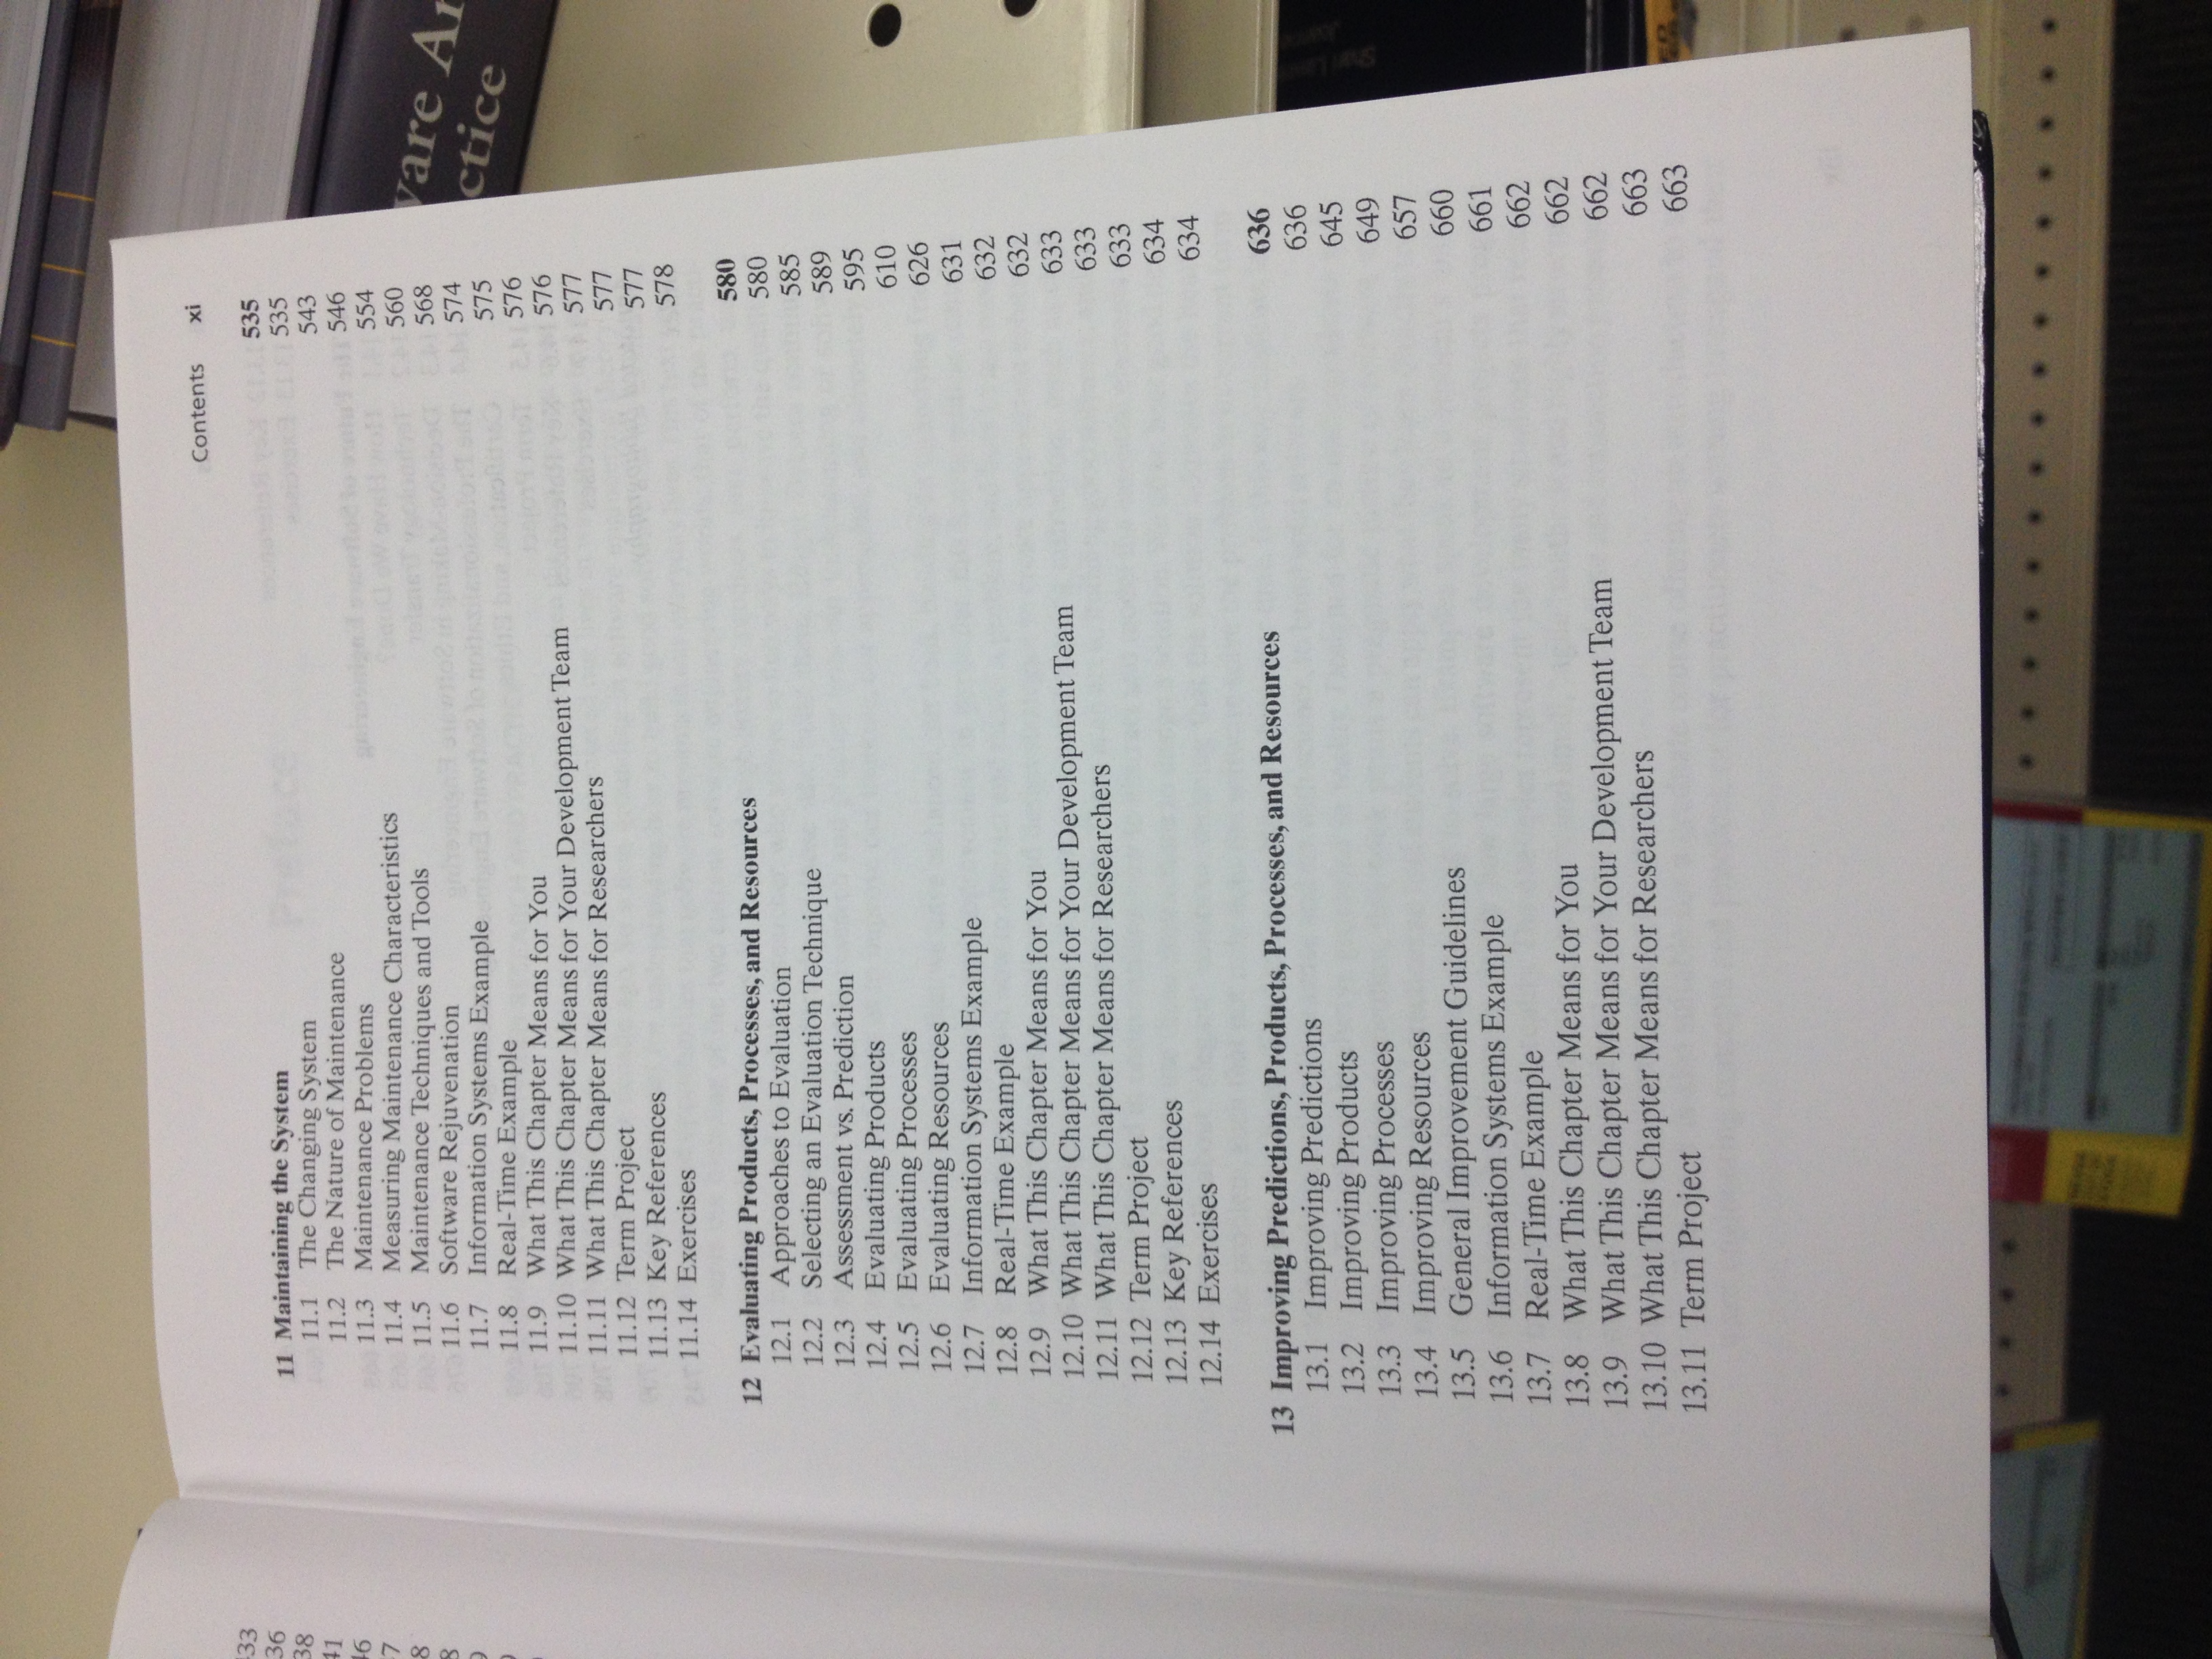 Contents xi
11 Maintaining the System 535
11.1 The Changing System 535
11.2 The Nature of Maintenance 543
11.3 Maintenance Problems 546
11.4 Measuring Maintenance Characteristics 554
11.5 Maintenance Techniques and Tools 560
11.6 Software Rejuvenation 568
11.7 Information Systems Example 574
11.8 Real-Time Example 575
11.9 What This Chapter Means for You 576
11.10 What This Chapter Means for Your Development Team 576
11.11 What This Chapter Means for Researchers 577
11.12 Term Project 577
11.13 Key References 577
11.14 Exercises 578
12 Evaluating Products, Processes, and Resources 580
12.1 Approaches to Evaluation 580
12.2 Selecting an Evaluation Technique 585
12.3 Assessment vs. Prediction 589
12.4 Evaluating Products 595
12.5 Evaluating Processes 610
12.6 Evaluating Resources 626
12.7 Information Systems Example 631
12.8 Real-Time Example 632
12.9 What This Chapter Means for You 632
12.10 What This Chapter Means for Your Development Team 633
12.11 What This Chapter Means for Researchers 633
12.12 Term Project 633
12.13 Key References 634
12.14 Exercises 634
13 Improving Predictions, Products, Processes, and Resources 636
13.1 Improving Predictions 636
13.2 Improving Products 645
13.3 Improving Processes 649
13.4 Improving Resources 657
13.5 General Improvement Guidelines 660
13.6 Information Systems Example 661
13.7 Real-Time Example 662
13.8 What This Chapter Means for You 662
13.9 What This Chapter Means for Your Development Team 662
13.10 What This Chapter Means for Researchers 663
13.11 Term Project 663